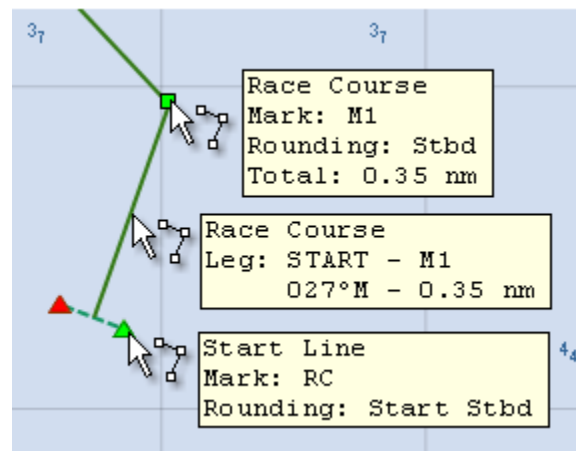 3₇
3₇
Race Course
Mark: M1
Rounding: Stbd
Total: 0.35 nm
Race Course
Leg: START - M1
027°M - 0.35 nm
Start Line
Mark: RC
Rounding: Start Stbd
4₄